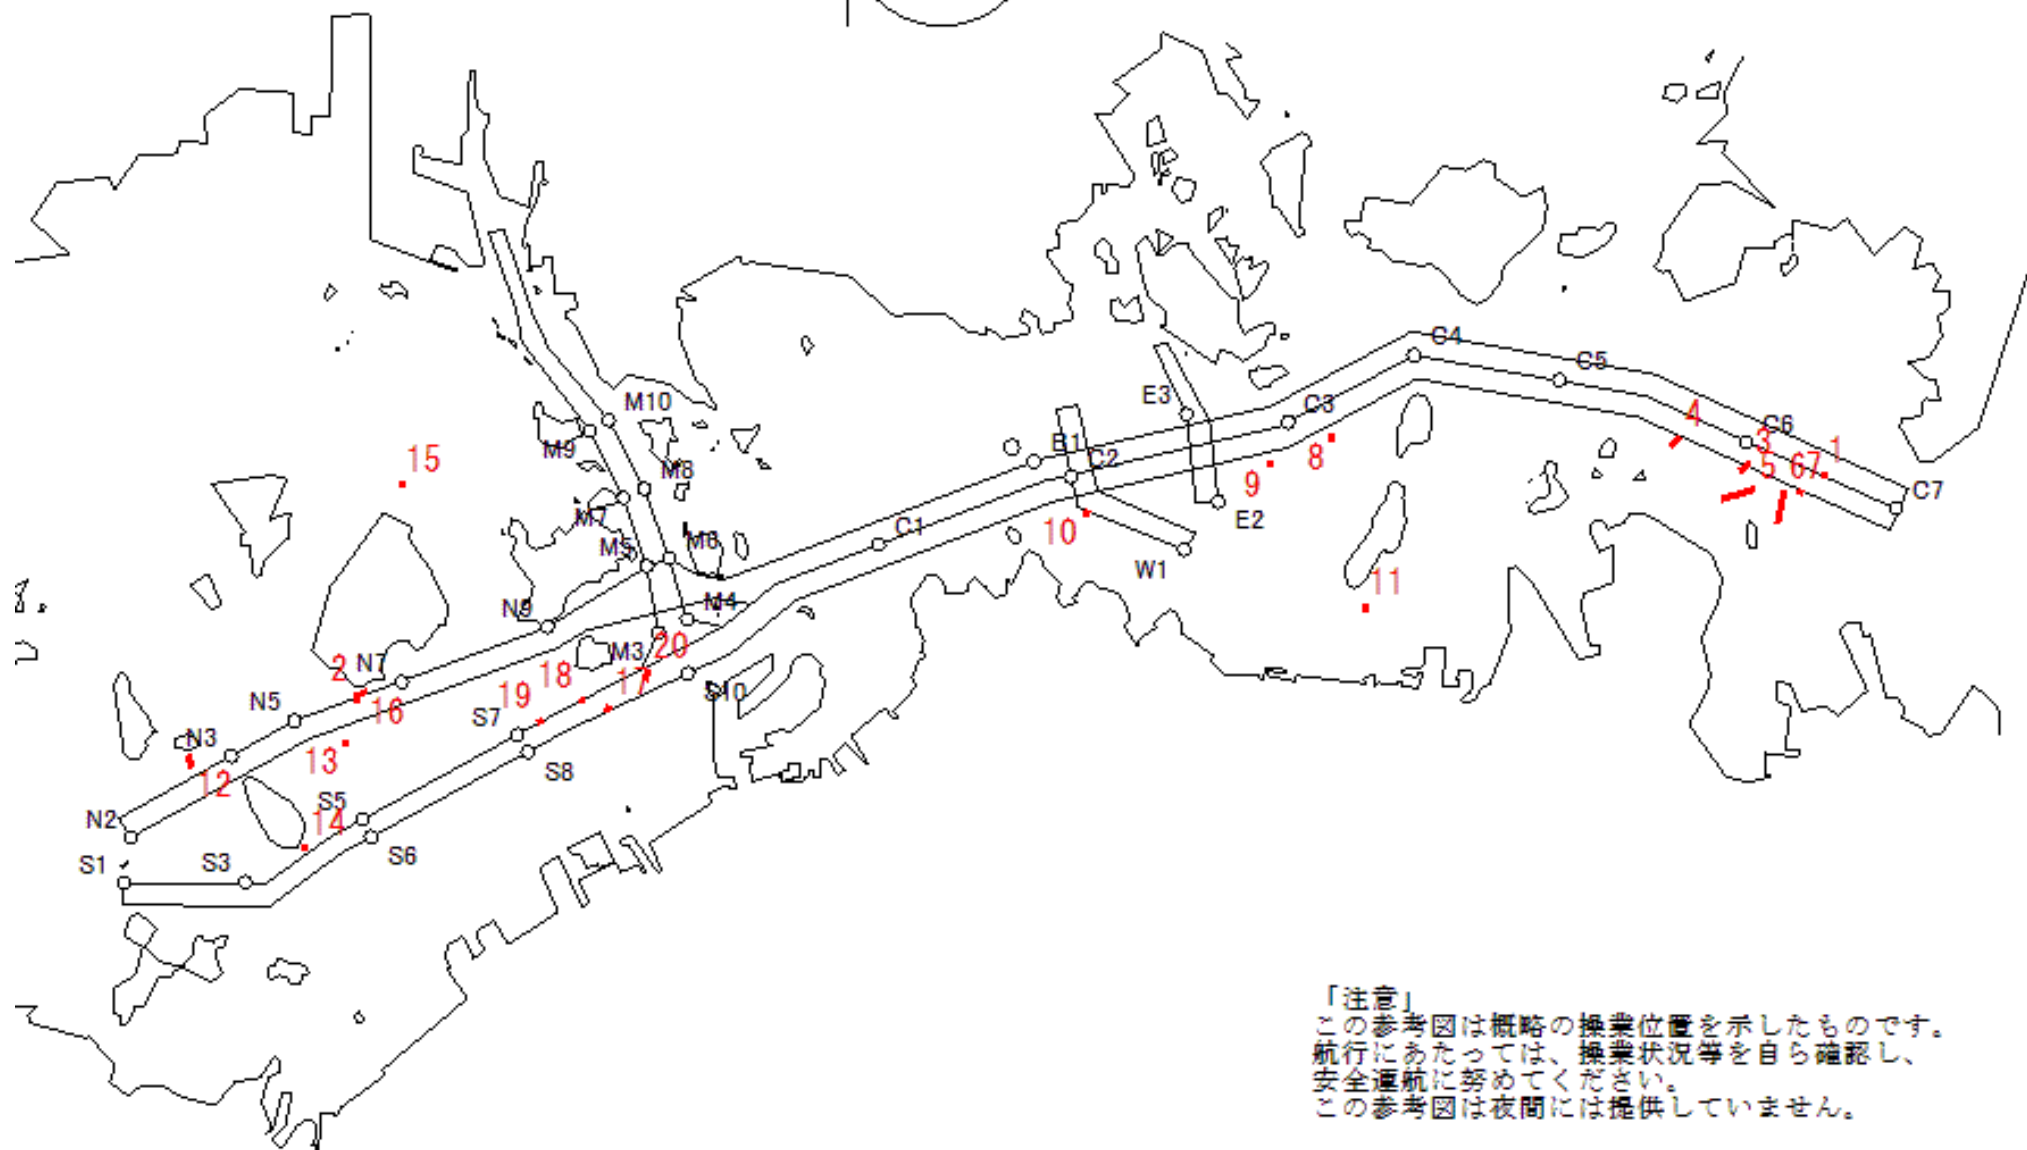 C4
C5
E3
M10
4
C6
C3
3
1
B1
M9
15
8
C2
M8
5
67
9
C7
M7
E2
C1
10
M5
M6
W1
11
N9
M4
M3
20
2
N7
18
17
S10
19
16
N5
S7
N3
13
S8
12
S5
N2
14
S6
S1
S3
「注意」
この参考図は概略の操業位置を示したものです。
航行にあたっては、操業状況等を自ら確認し、
安全運航に努めてください。
この参考図は夜間には提供していません。